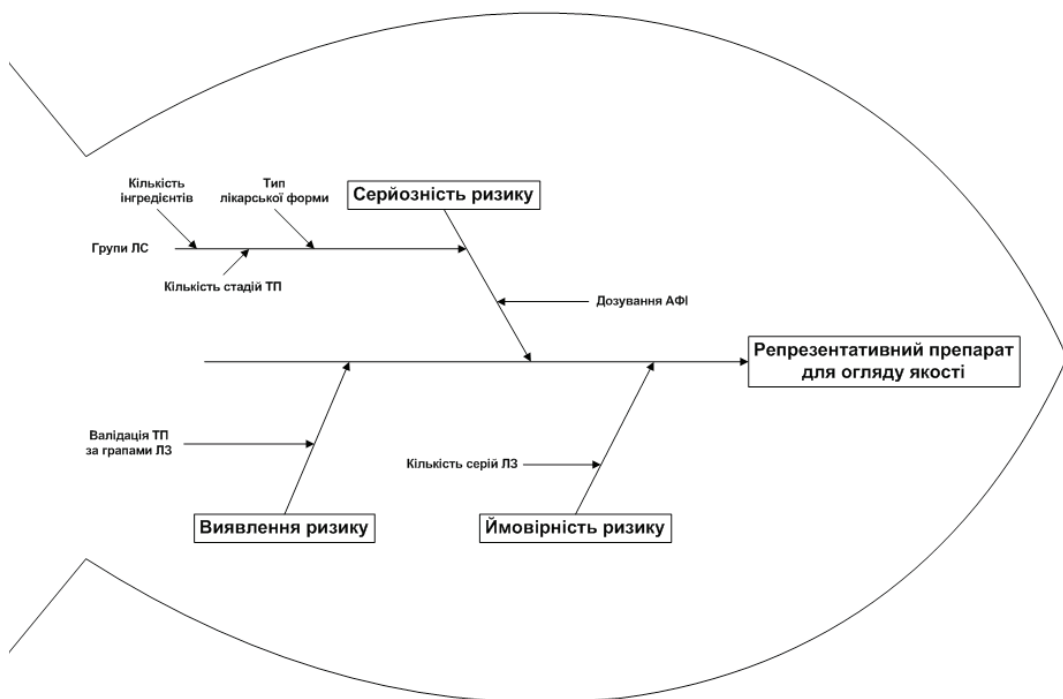 Кількість
інгредієнтів
Тип
лікарської форми
Серйозність ризику
Групи ЛС
Кількість стадій ТП
Дозування АФІ
Репрезентативний препарат
для огляду якості
Валідація ТП
за грапами ЛЗ
Кількість серій ЛЗ
Виявлення ризику
Ймовірність ризику